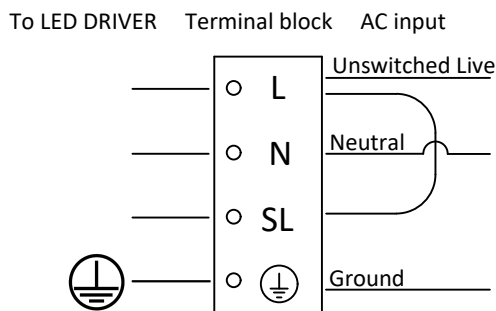 To LED DRIVER Terminal block AC input
Unswitched Live
L
N
Neutral
SL
Ground